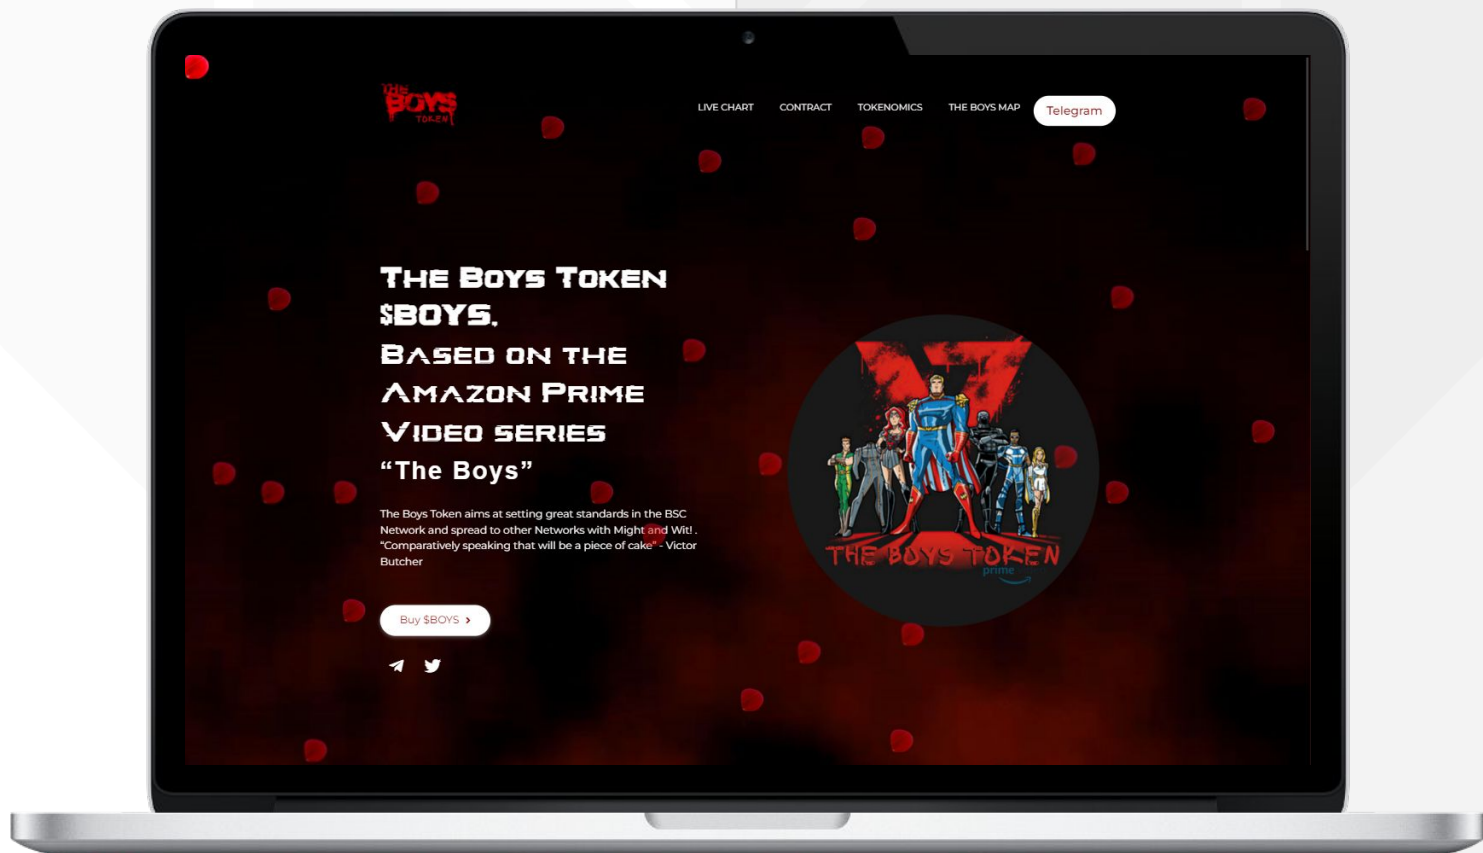 THE
BOYS
TOKEN
LIVE CHART
CONTRACT
TOKENOMICS
THE BOYS MAP
Telegram
The Boys Token
$BOYS,
Based on the
Amazon Prime
Video series
“The Boys”
The Boys Token aims at setting great standards in the BSC
Network and spread to other Networks with Might and Wit! .
“Comparatively speaking that will be a piece of cake” - Victor
Butcher
Buy $BOYS
THE BOYS TOKEN
prime